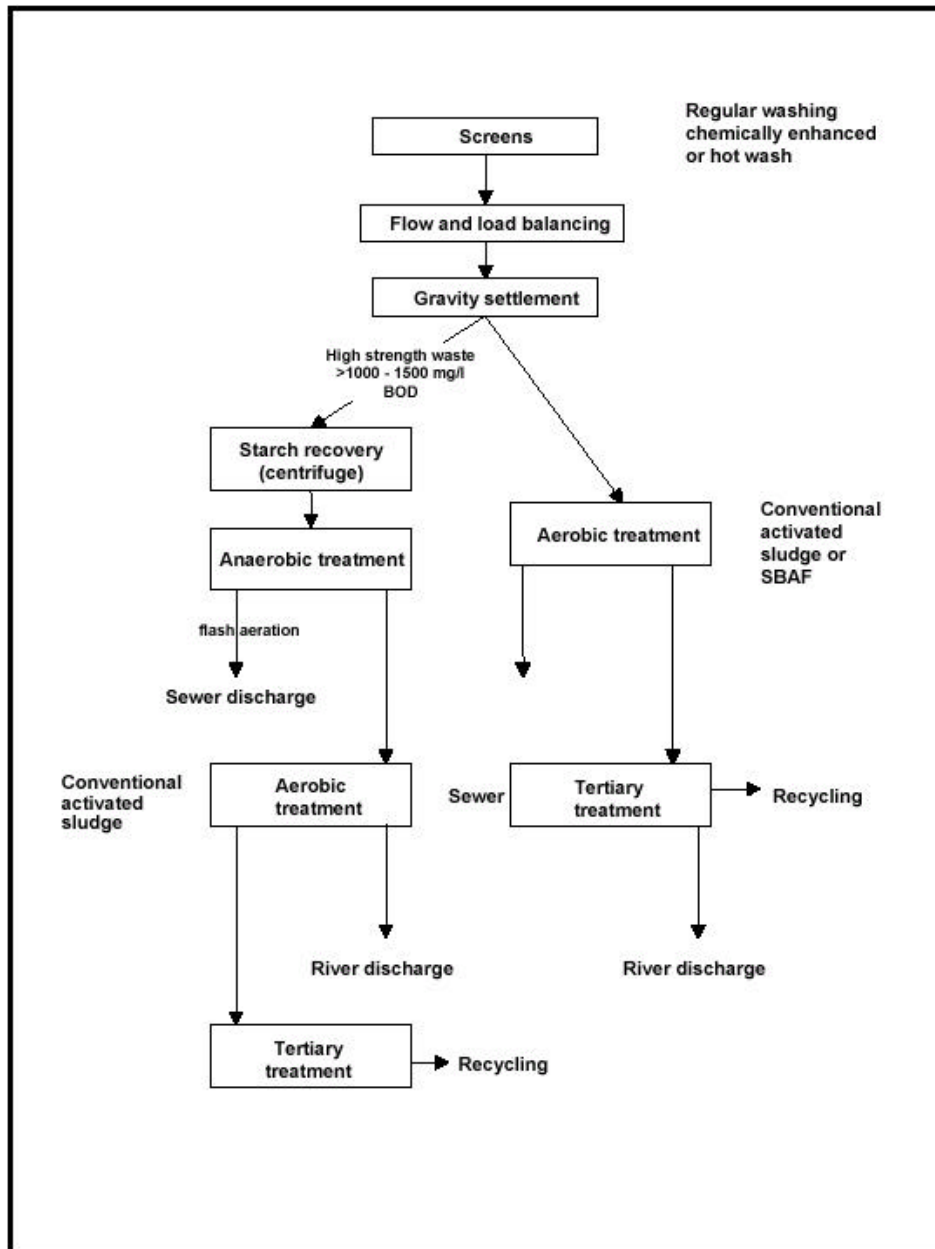 Regular washing
chemically enhanced
or hot wash
Screens
Flow and load balancing
Gravity settlement
High strength waste
>1000 - 1500 mg/l
BOD
Starch recovery
(centrifuge)
Anaerobic treatment
Aerobic treatment
Conventional
activated
sludge or
SBAF
flash aeration
Sewer discharge
Conventional
activated
sludge
Aerobic
treatment
Sewer
Tertiary
treatment
Recycling
River discharge
River discharge
Tertiary
treatment
Recycling